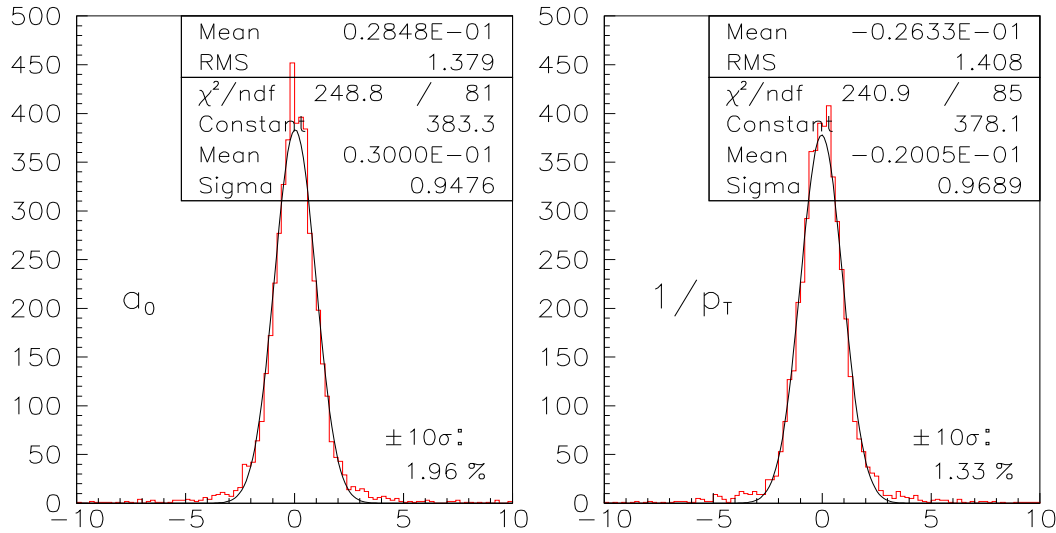 500
450
400
350
300
250
200
150
100
50
0
Mean 0.2848E−01
RMS 1.379
χ²/ndf 248.8 / 81
Constant 383.3
Mean 0.3000E−01
Sigma 0.9476
a₀
±10σ:
1.96 %
−10 −5 0 5 10
500
450
400
350
300
250
200
150
100
50
0
Mean −0.2633E−01
RMS 1.408
χ²/ndf 240.9 / 85
Constant 378.1
Mean −0.2005E−01
Sigma 0.9689
1/p_T
±10σ:
1.33 %
−10 −5 0 5 10